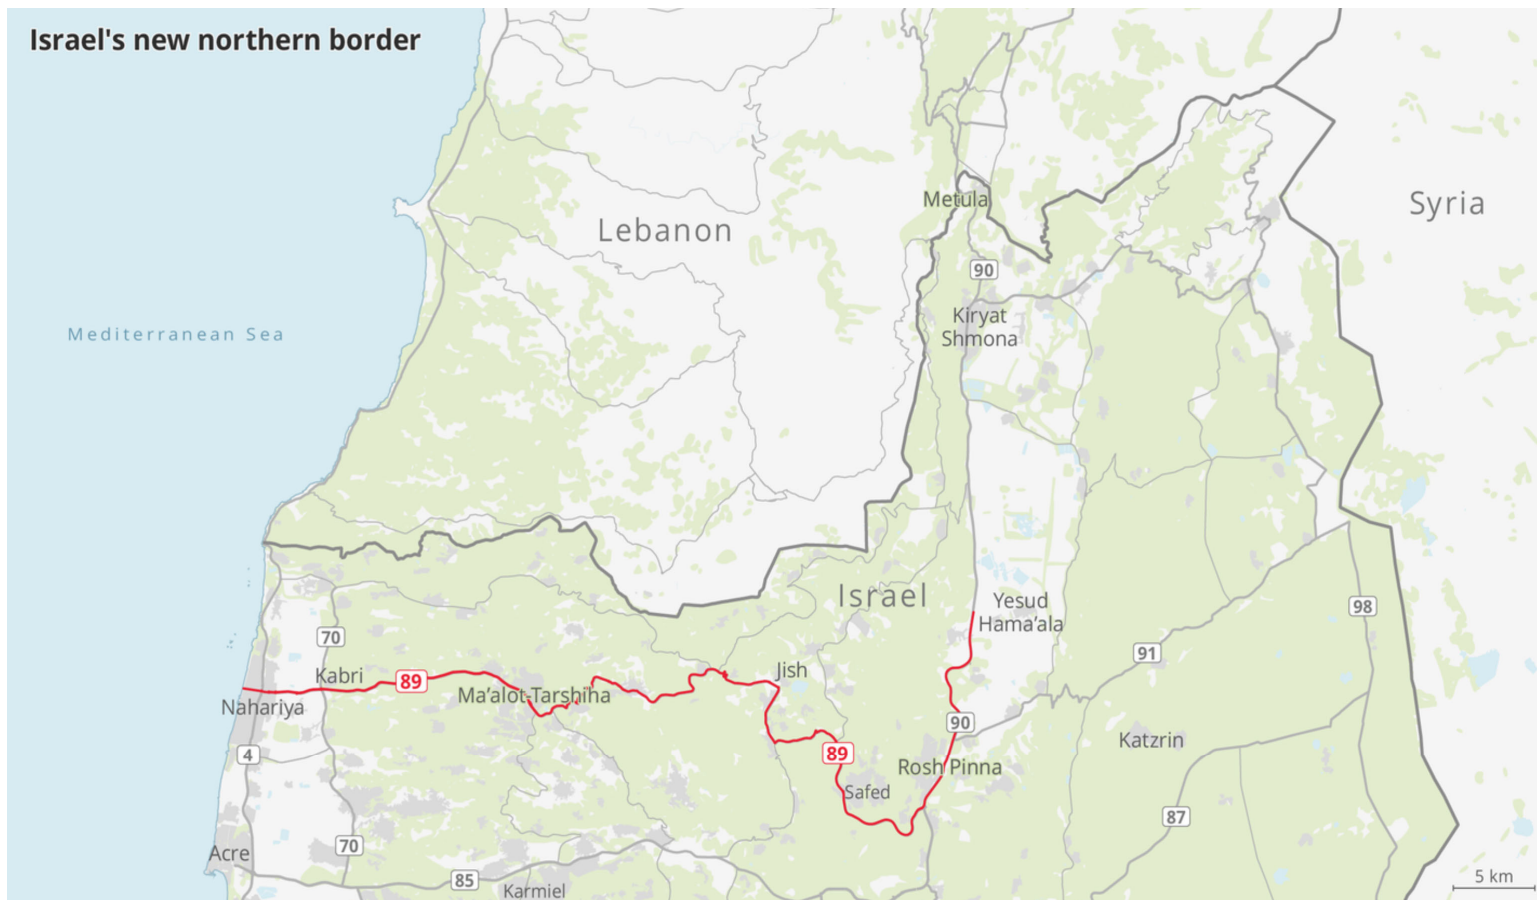 Israel's new northern border
Lebanon
Syria
Metula
90
Mediterranean Sea
Kiryat
Shmona
Israel
Yesud
Hama’ala
98
70
91
Kabri
89
Jish
Ma’alot-Tarshiha
Nahariya
90
Katzrin
4
89
Rosh Pinna
Safed
87
70
Acre
85
Karmiel
5 km